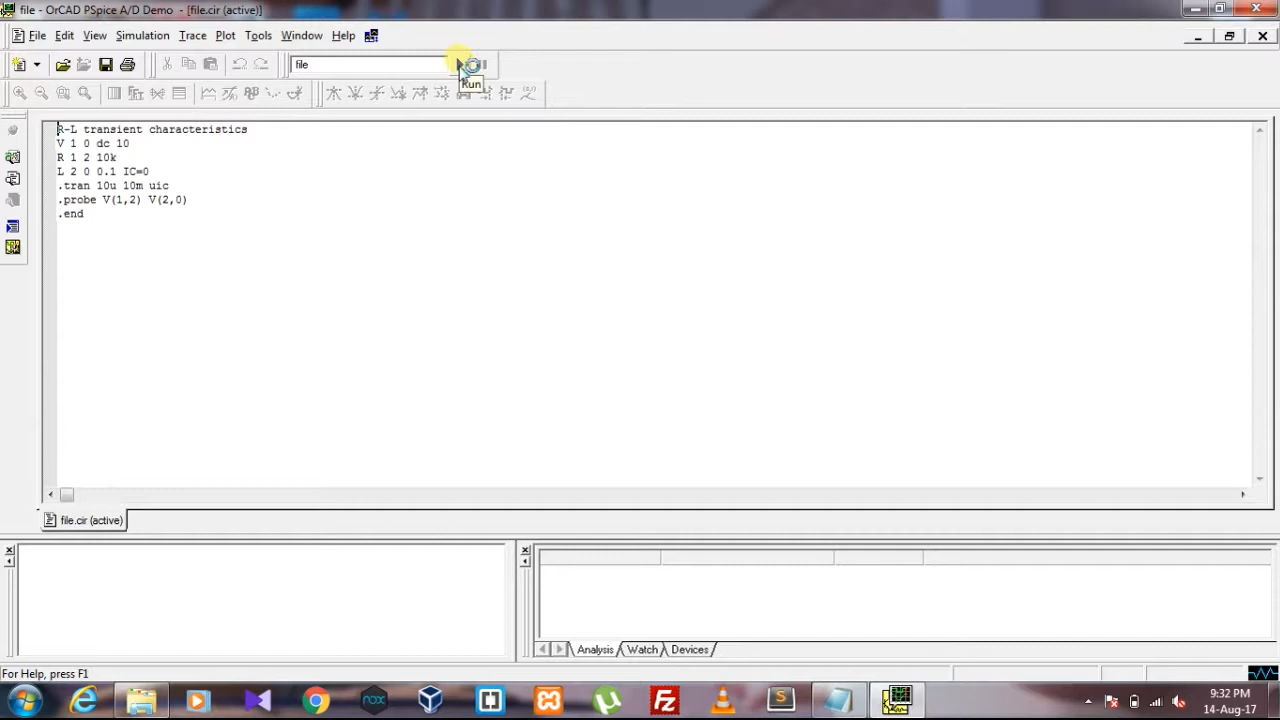 file - OrCAD PSpice A/D Demo - [file.cir (active)]
File Edit View Simulation Trace Plot Tools Window Help
file
Run
R-L transient characteristics
V 1 0 dc 10
R 1 2 10k
L 2 0 0.1 IC=0
.tran 10u 10m uic
.probe V(1,2) V(2,0)
.end
file.cir (active)
Analysis Watch Devices
For Help, press F1
nox
S
Fz
9:32 PM
14-Aug-17